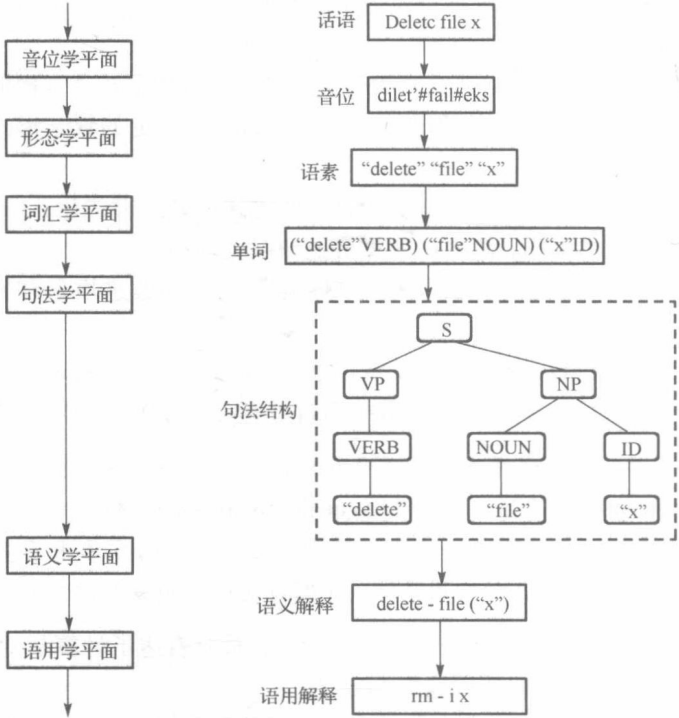 话语
Deletc file x
音位学平面
音位
dilet’#fail#eks
形态学平面
语素
“delete” “file” “x”
词汇学平面
单词
(“delete”VERB) (“file”NOUN) (“x”ID)
句法学平面
S
VP
NP
句法结构
VERB
NOUN
ID
“delete”
“file”
“x”
语义学平面
语义解释
delete - file (“x”)
语用学平面
语用解释
rm - i x